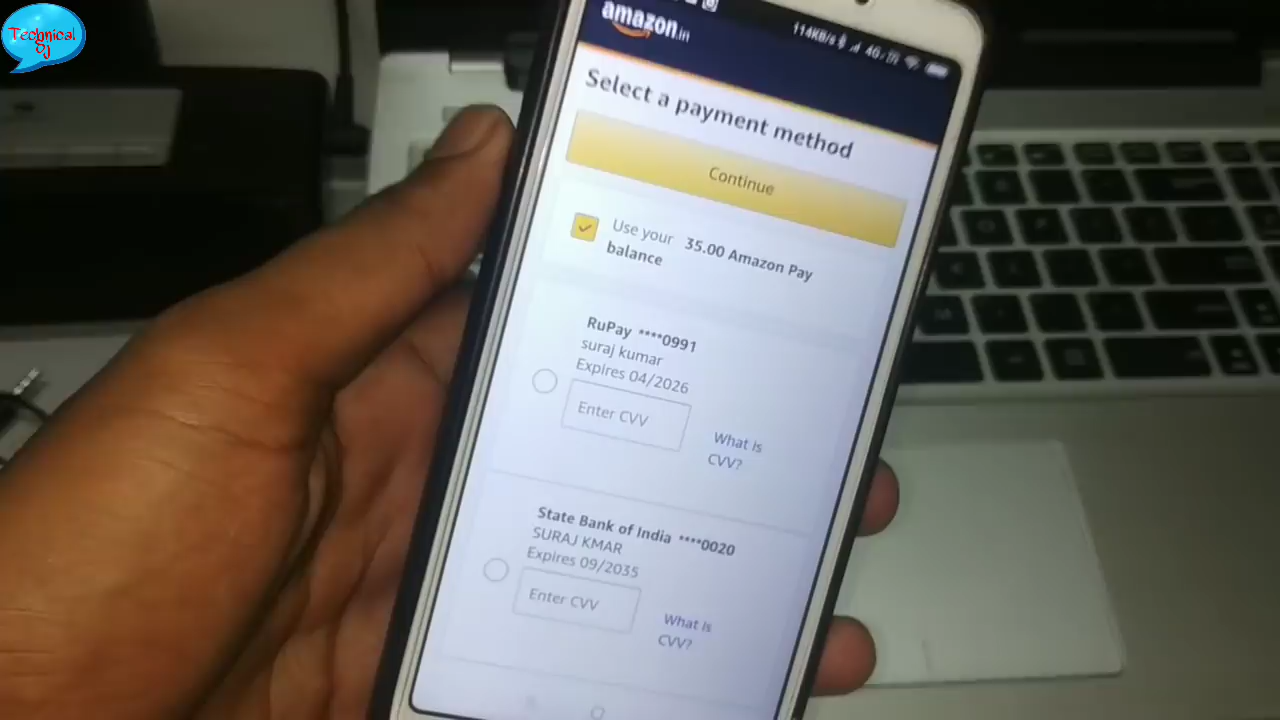 Technical
Sj
amazon.in
114KB/s 4G
Select a payment method
Continue
Use your 35.00 Amazon Pay
balance
RuPay ****0991
suraj kumar
Expires 04/2026
Enter CVV
What is
CVV?
State Bank of India ****0020
SURAJ KMAR
Expires 09/2035
Enter CVV
What is
CVV?